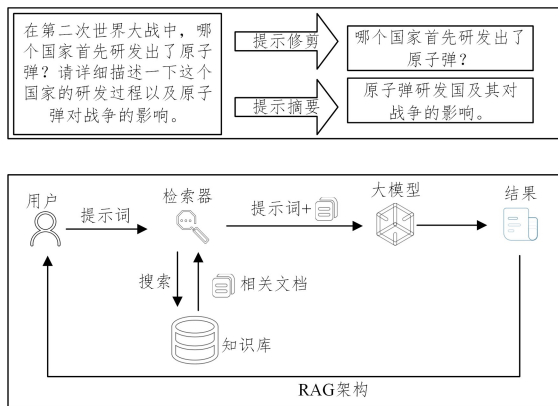 在第二次世界大战中，哪
个国家首先研发出了原
子弹？请详细描述一下这个
国家的研发过程以及原子
弹对战争的影响。
提示修剪
哪个国家首先研发出了
原子弹？
提示摘要
原子弹研发国及其对
战争的影响。
用户
提示词
检索器
提示词+
大模型
结果
搜索
相关文档
知识库
RAG架构